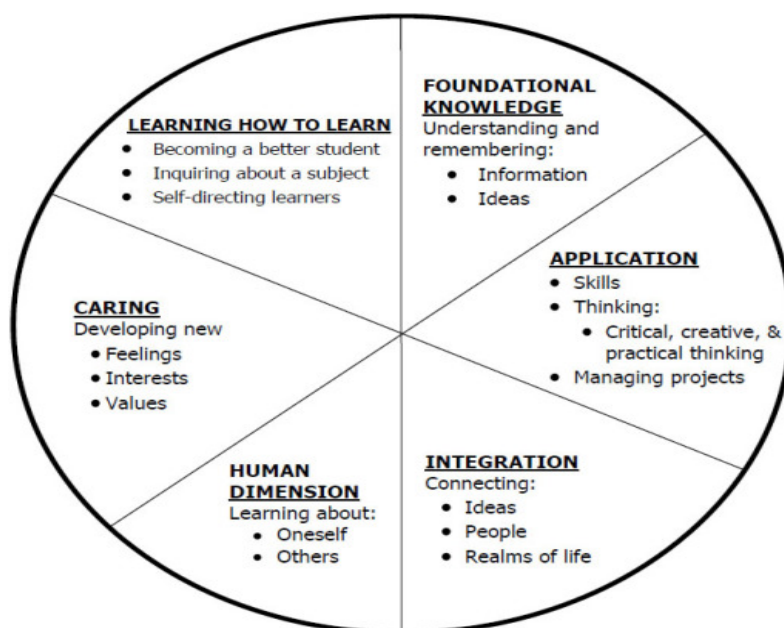 FOUNDATIONAL
KNOWLEDGE
Understanding and
remembering:
• Information
• Ideas
APPLICATION
• Skills
• Thinking:
• Critical, creative, &
practical thinking
• Managing projects
INTEGRATION
Connecting:
• Ideas
• People
• Realms of life
HUMAN
DIMENSION
Learning about:
• Oneself
• Others
CARING
Developing new
• Feelings
• Interests
• Values
LEARNING HOW TO LEARN
• Becoming a better student
• Inquiring about a subject
• Self-directing learners